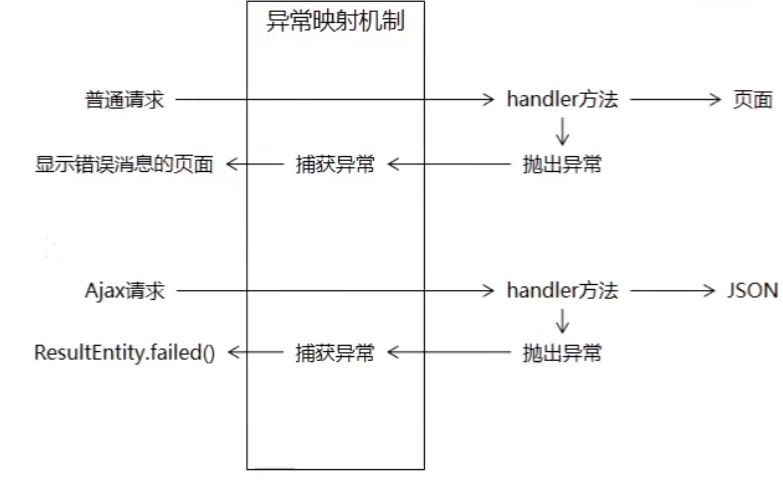 异常映射机制
普通请求 handler方法 页面
显示错误消息的页面 捕获异常 抛出异常
Ajax请求 handler方法 JSON
ResultEntity.failed() 捕获异常 抛出异常